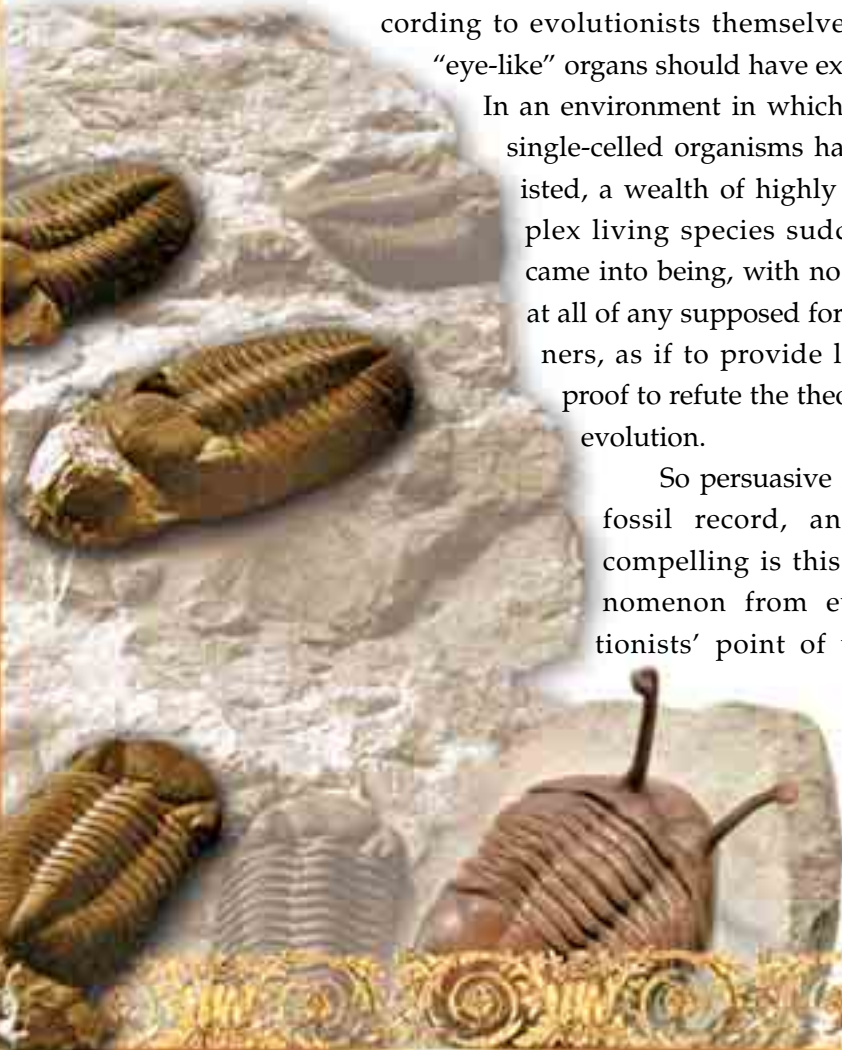 cording to evolutionists themselve
“eye-like” organs should have ex
In an environment in which
single-celled organisms ha
isted, a wealth of highly
plex living species sudd
came into being, with no
at all of any supposed for
ners, as if to provide l
proof to refute the theo
evolution.
So persuasive
fossil record, an
compelling is this
nomenon from ev
tionists’ point of v